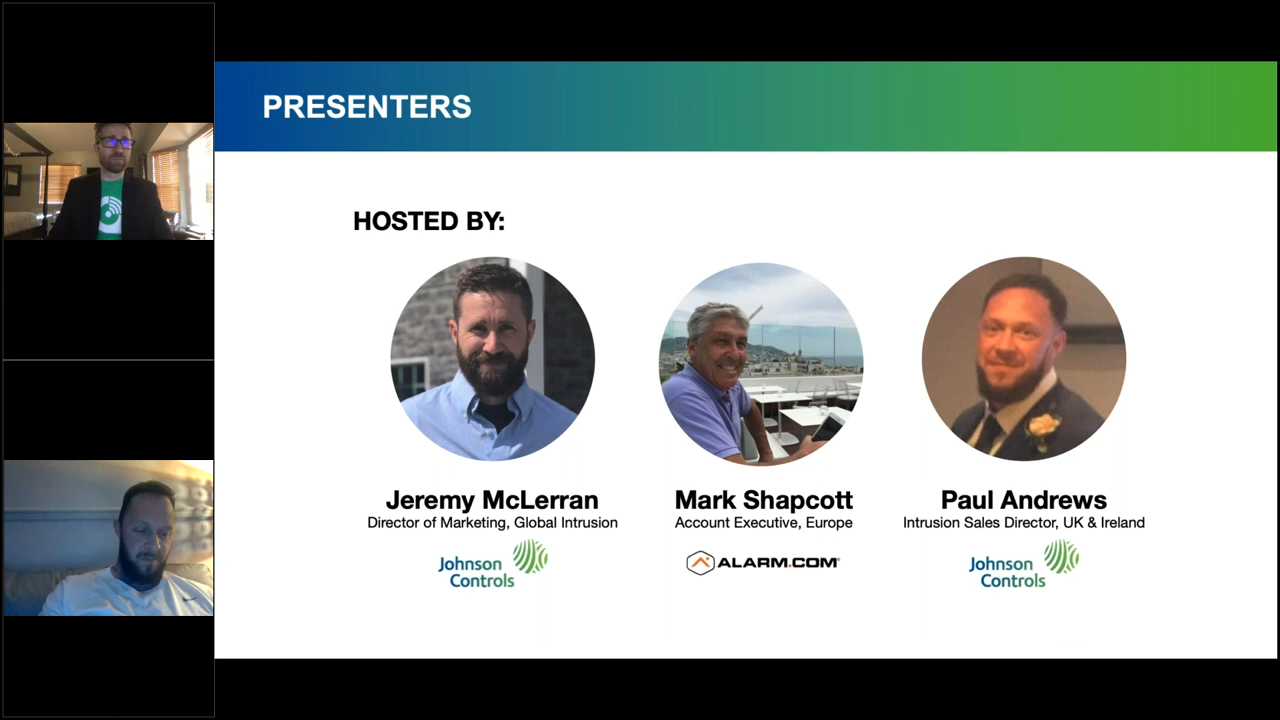 PRESENTERS
HOSTED BY:
Jeremy McLerran
Director of Marketing, Global Intrusion
Johnson
Controls
Mark Shapcott
Account Executive, Europe
ALARM.COM
Paul Andrews
Intrusion Sales Director, UK & Ireland
Johnson
Controls